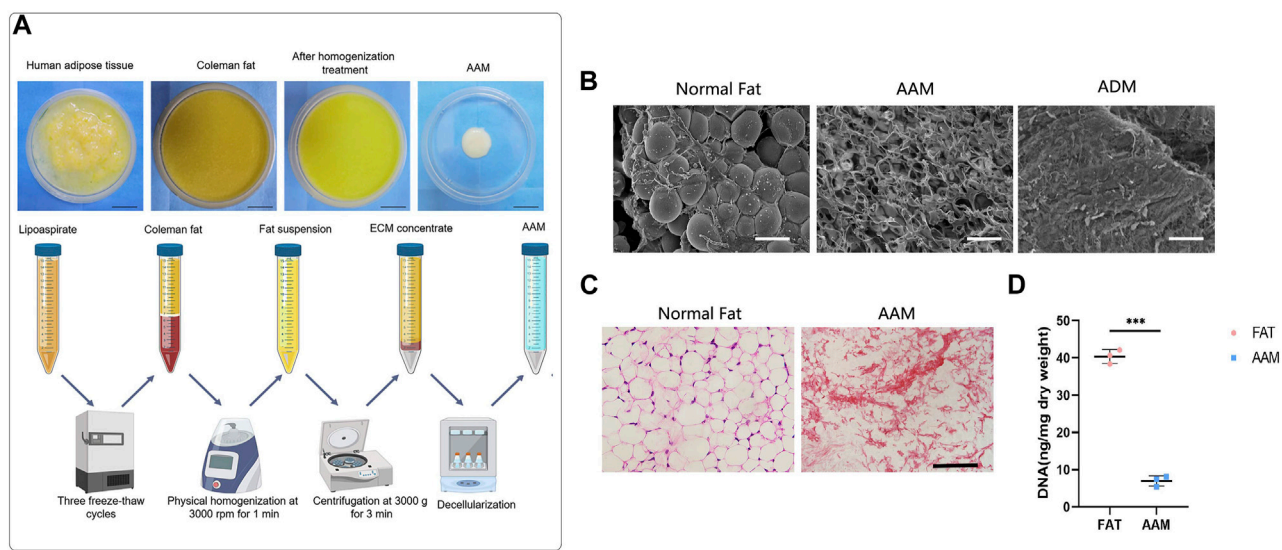 A
Human adipose tissue
Coleman fat
After homogenization
treatment
AAM
Lipoaspirate
Coleman fat
Fat suspension
ECM concentrate
AAM
Three freeze-thaw
cycles
Physical homogenization at
3000 rpm for 1 min
Centrifugation at 3000 g
for 3 min
Decellularization
B
Normal Fat
AAM
ADM
C
Normal Fat
AAM
D
DNA(ng/mg dry weight)
50
40
30
20
10
0
***
FAT
AAM
FAT
AAM